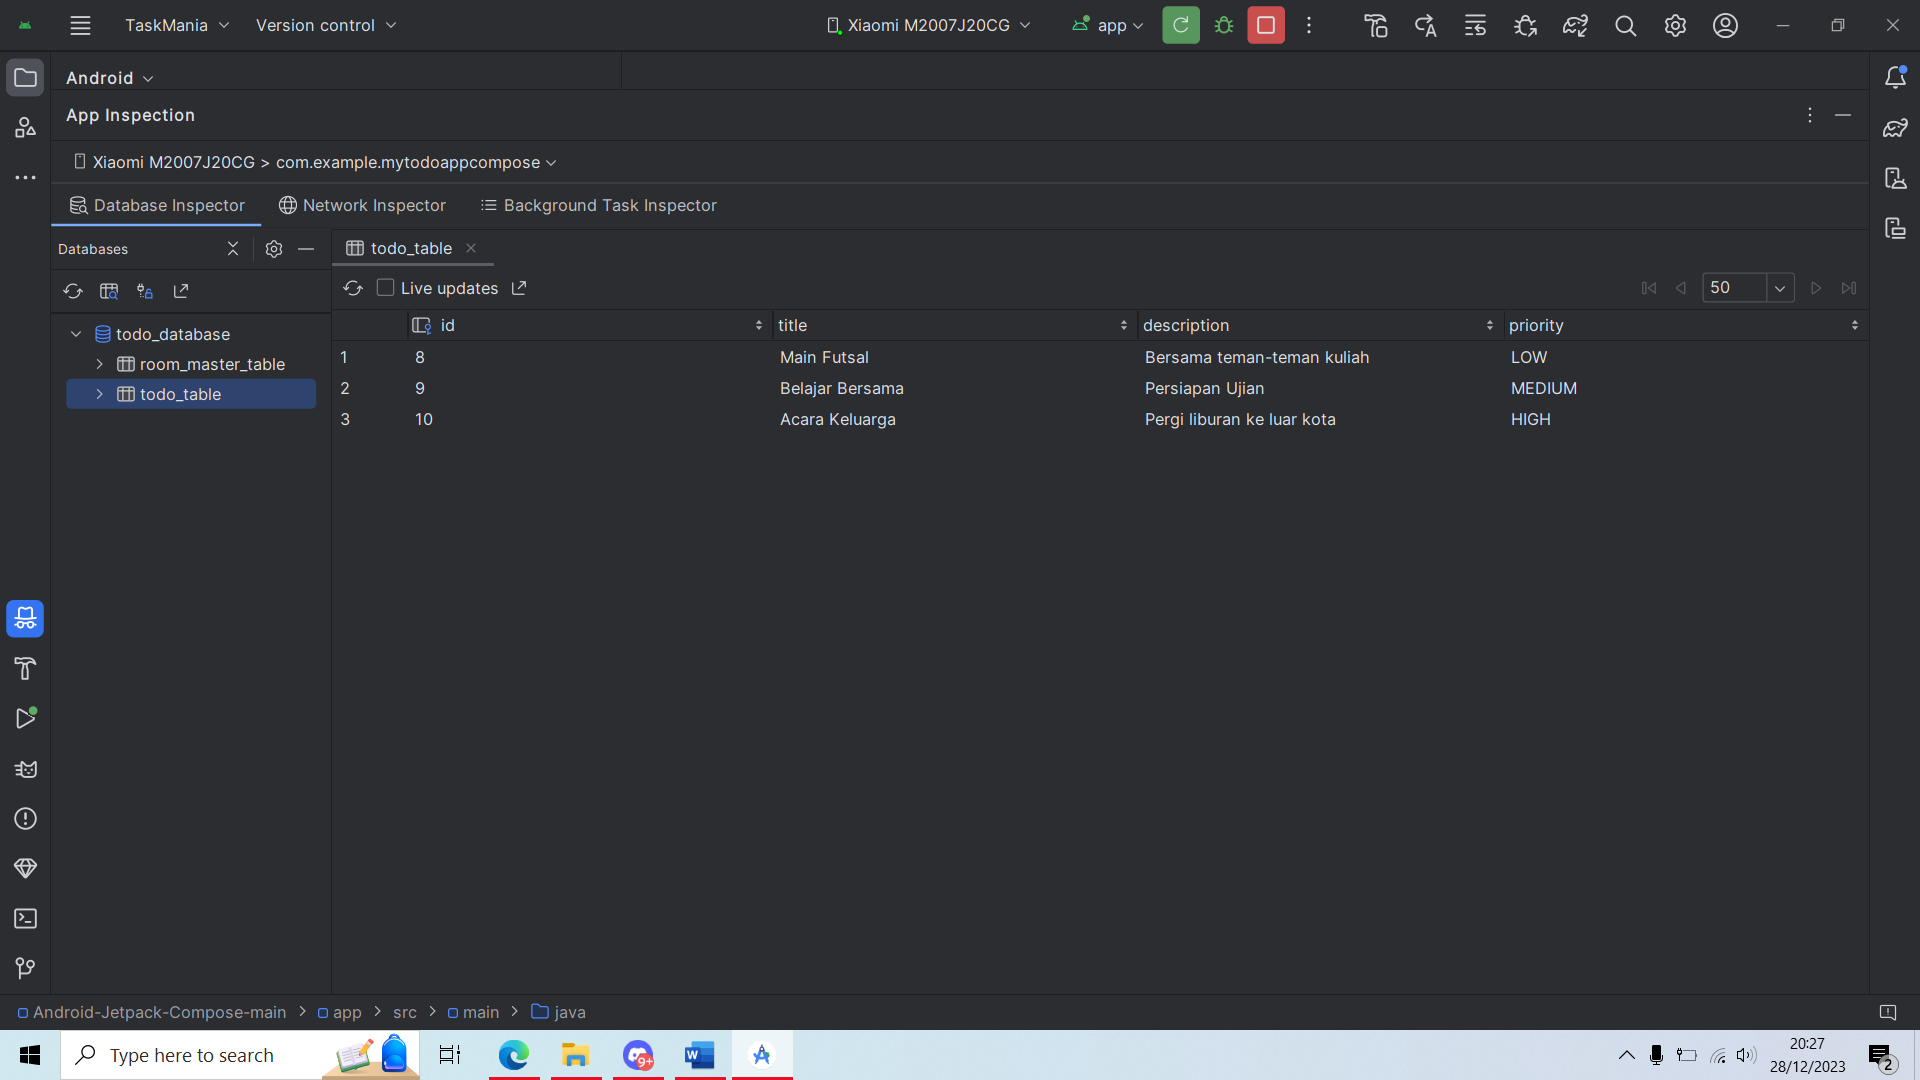 TaskMania Version control Xiaomi M2007J20CG app
Android
App Inspection
Xiaomi M2007J20CG > com.example.mytodoappcompose
Database Inspector Network Inspector Background Task Inspector
Databases todo_table
Live updates 50
todo_database id title description priority
room_master_table 1 8 Main Futsal Bersama teman-teman kuliah LOW
todo_table 2 9 Belajar Bersama Persiapan Ujian MEDIUM
3 10 Acara Keluarga Pergi liburan ke luar kota HIGH
Android-Jetpack-Compose-main > app > src > main > java
Type here to search 9+ W 20:27
28/12/2023 2